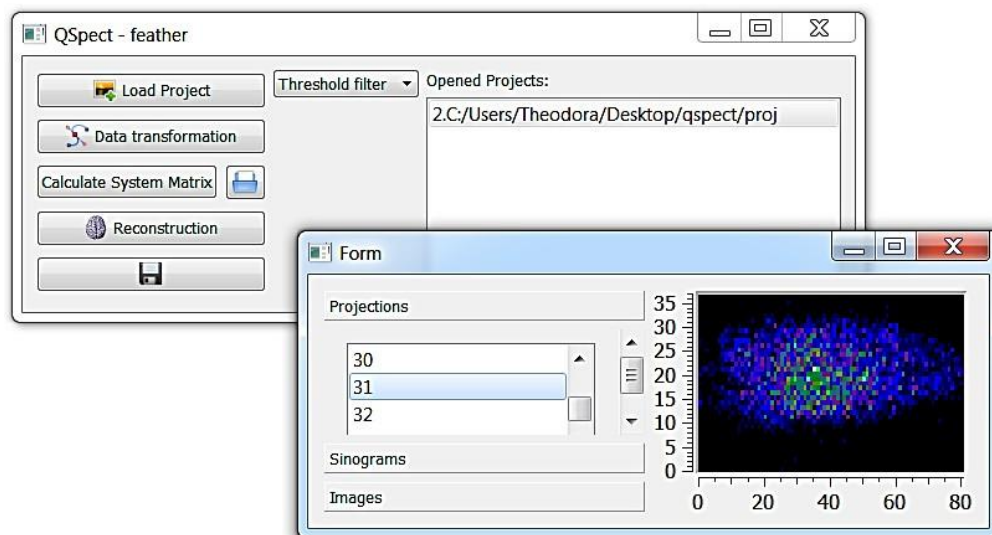 QSpect - feather
Load Project
Threshold filter
Opened Projects:
2.C:/Users/Theodora/Desktop/qspect/proj
Data transformation
Calculate System Matrix
Reconstruction
Form
Projections
30
31
32
Sinograms
Images
35
30
25
20
15
10
5
0
0 20 40 60 80